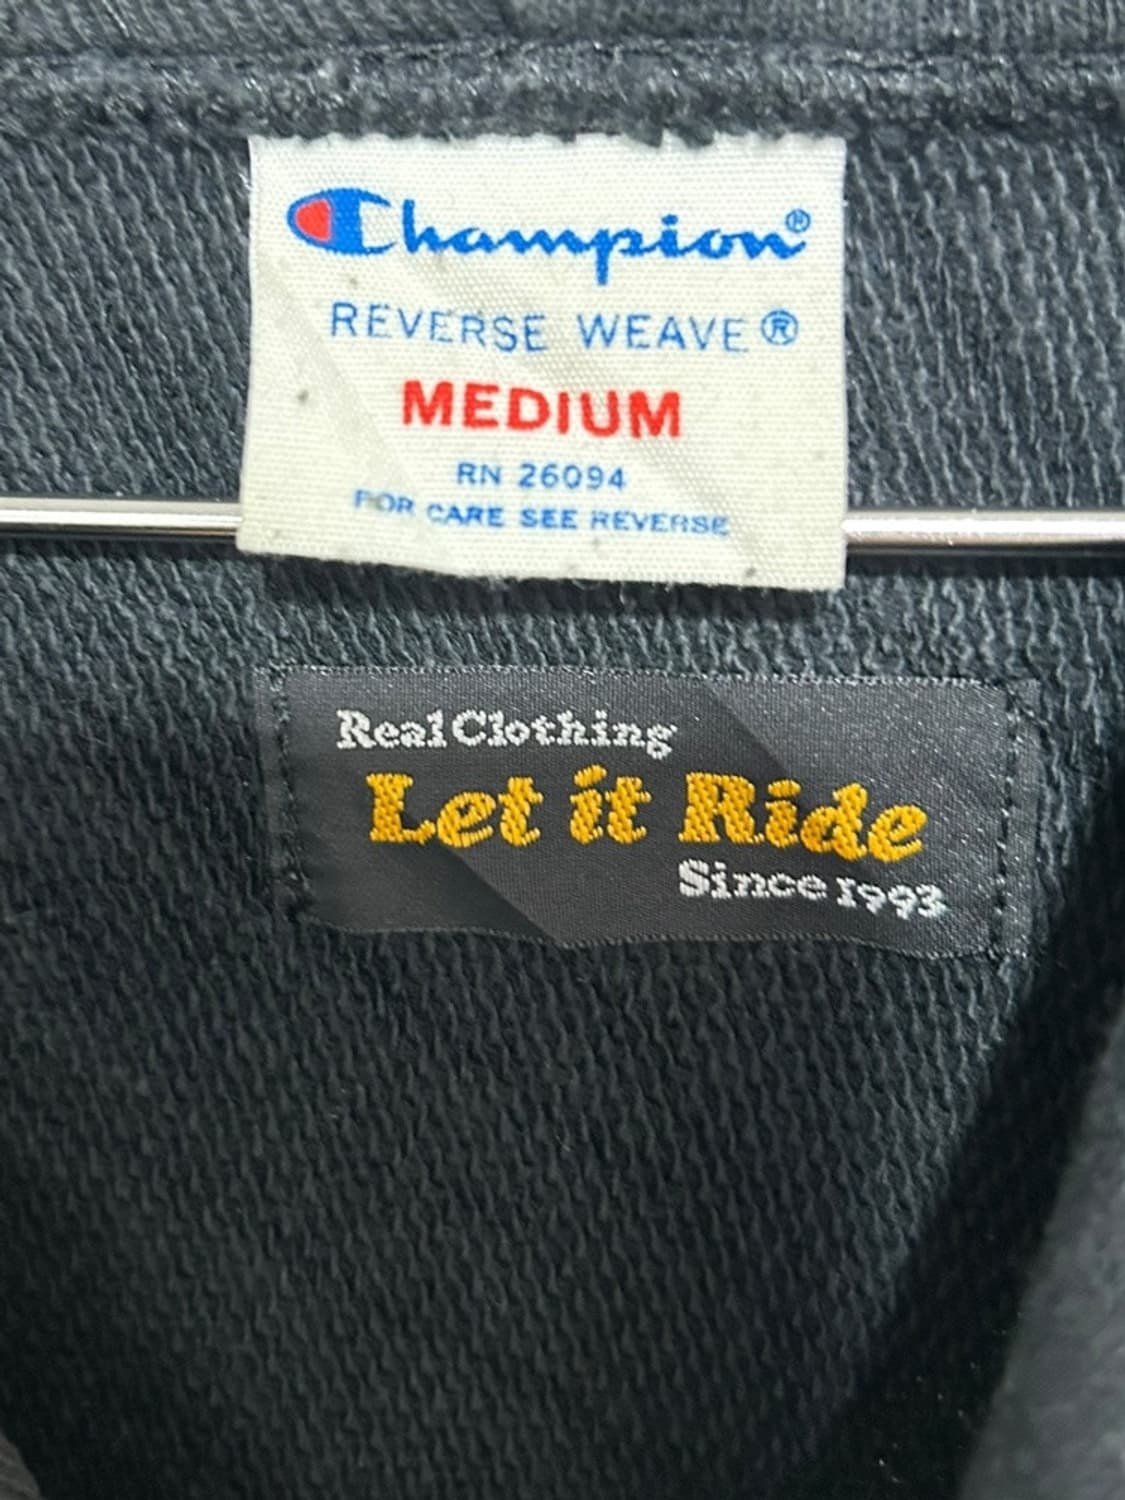 Champion®
REVERSE WEAVE®
MEDIUM
RN 26094
FOR CARE SEE REVERSE
Real Clothing
Let it Ride
Since 1993